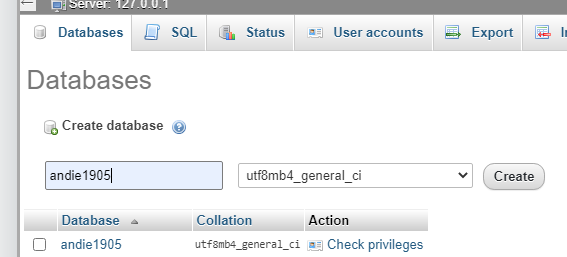 Server: 127.0.0.1
Databases SQL Status User accounts Export
Databases
Create database
andie1905 utf8mb4_general_ci Create
Database Collation Action
andie1905 utf8mb4_general_ci Check privileges